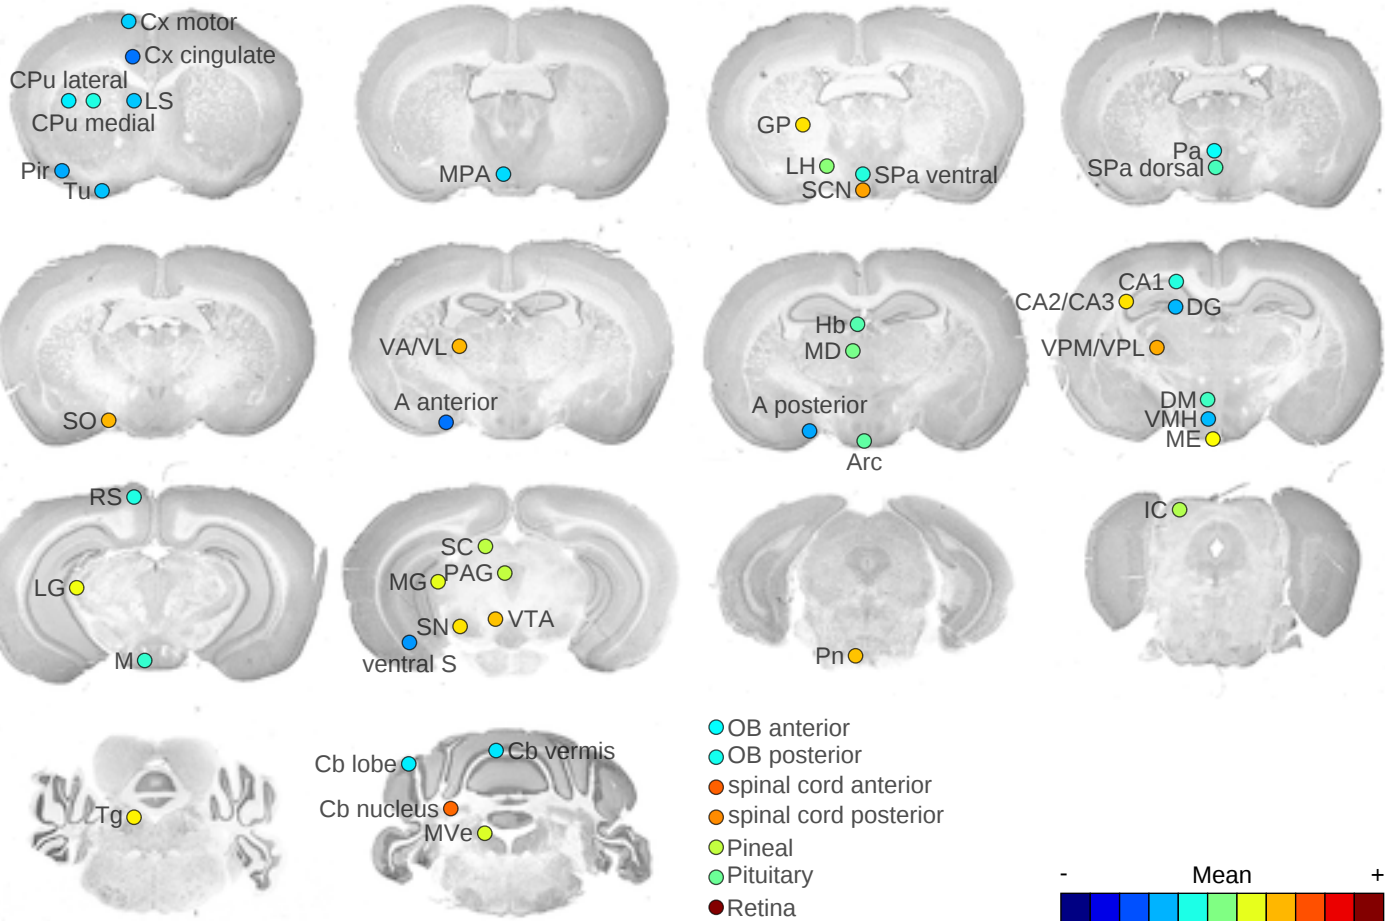 Cx motor
Cx cingulate
CPu lateral
LS
CPu medial
Pir
Tu
MPA
GP
LH
SPa ventral
SCN
Pa
SPa dorsal
SO
VA/VL
A anterior
Hb
MD
A posterior
Arc
CA1
CA2/CA3
DG
VPM/VPL
DM
VMH
ME
RS
LG
M
SC
MG
PAG
SN
VTA
ventral S
Pn
IC
Tg
Cb lobe
Cb vermis
Cb nucleus
MVe
OB anterior
OB posterior
spinal cord anterior
spinal cord posterior
Pineal
Pituitary
Retina
- Mean +